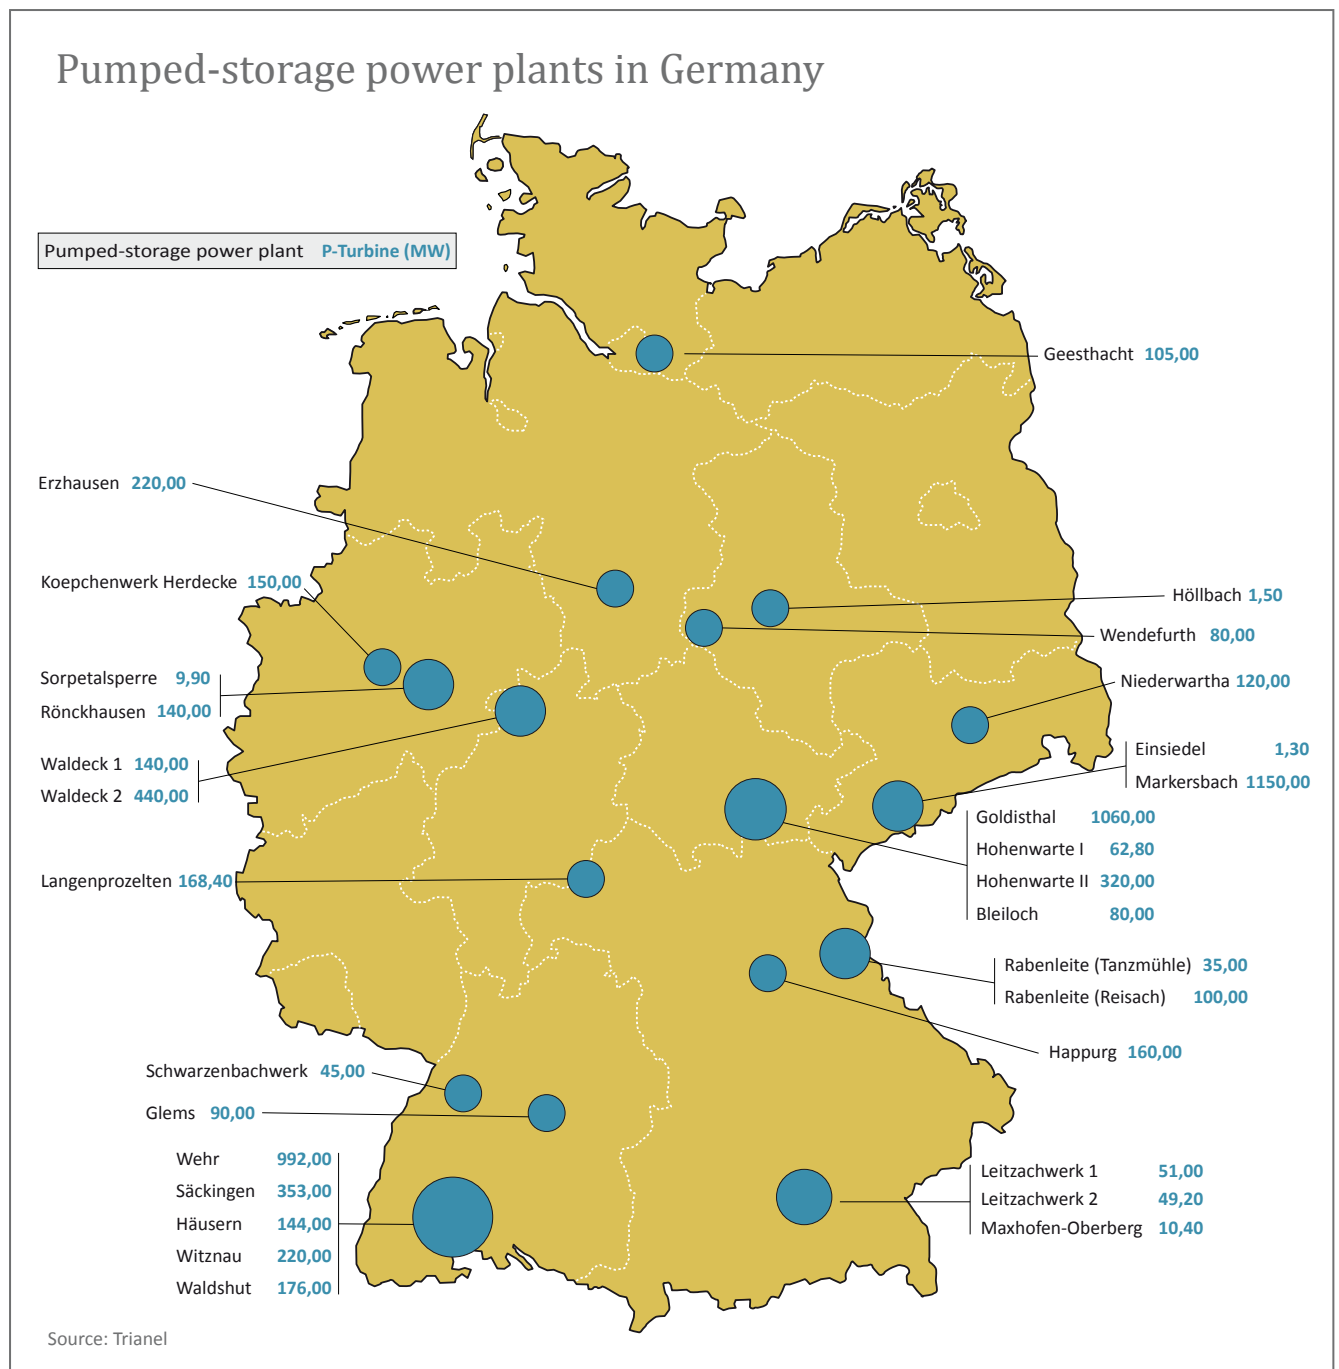 Pumped-storage power plants in Germany
Pumped-storage power plant P-Turbine (MW)
Geesthacht 105,00
Erzhausen 220,00
Koepchenwerk Herdecke 150,00
Höllbach 1,50
Wendefurth 80,00
Sorpetalsperre 9,90
Rönckhausen 140,00
Niederwartha 120,00
Waldeck 1 140,00
Waldeck 2 440,00
Einsiedel 1,30
Markersbach 1150,00
Goldisthal 1060,00
Hohenwarte I 62,80
Hohenwarte II 320,00
Bleiloch 80,00
Langenprozelten 168,40
Rabenleite (Tanzmühle) 35,00
Rabenleite (Reisach) 100,00
Happurg 160,00
Schwarzenbachwerk 45,00
Glems 90,00
Wehr 992,00
Säckingen 353,00
Häusern 144,00
Witznau 220,00
Waldshut 176,00
Leitzachwerk 1 51,00
Leitzachwerk 2 49,20
Maxhofen-Oberberg 10,40
Source: Trianel